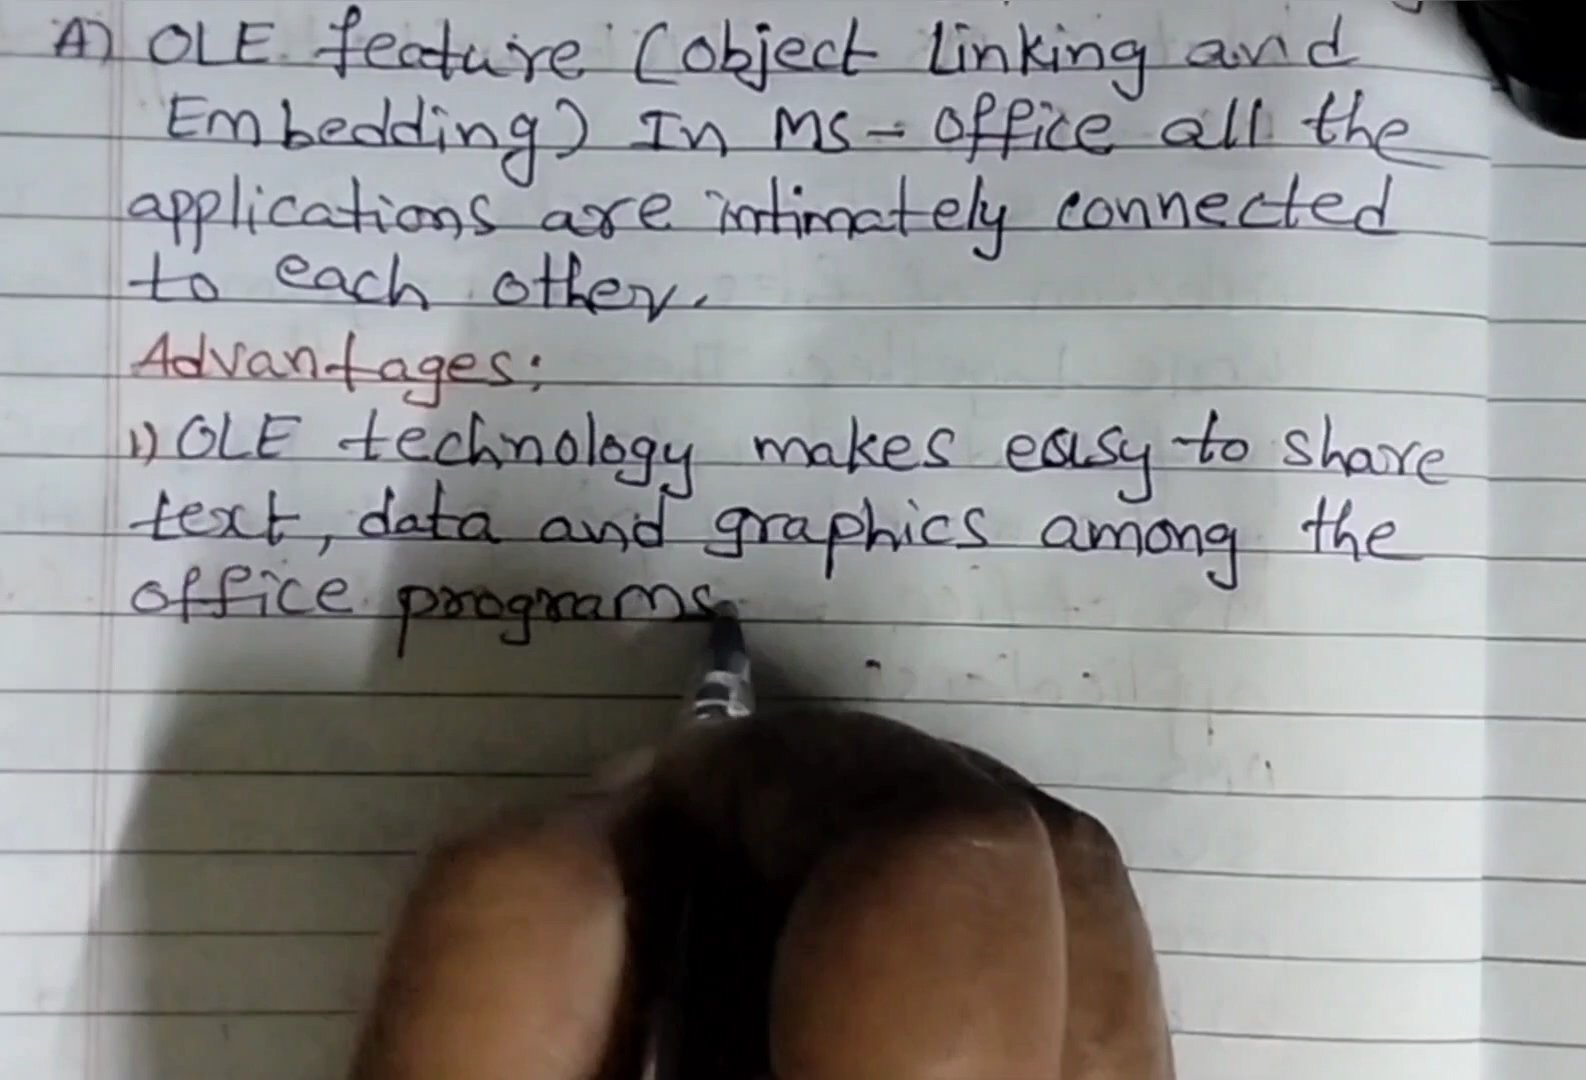 A) OLE feature (object Linking and
Embedding) In MS - office all the
applications are intimately connected
to each other.
Advantages:
1) OLE technology makes easy to share
text, data and graphics among the
office programs